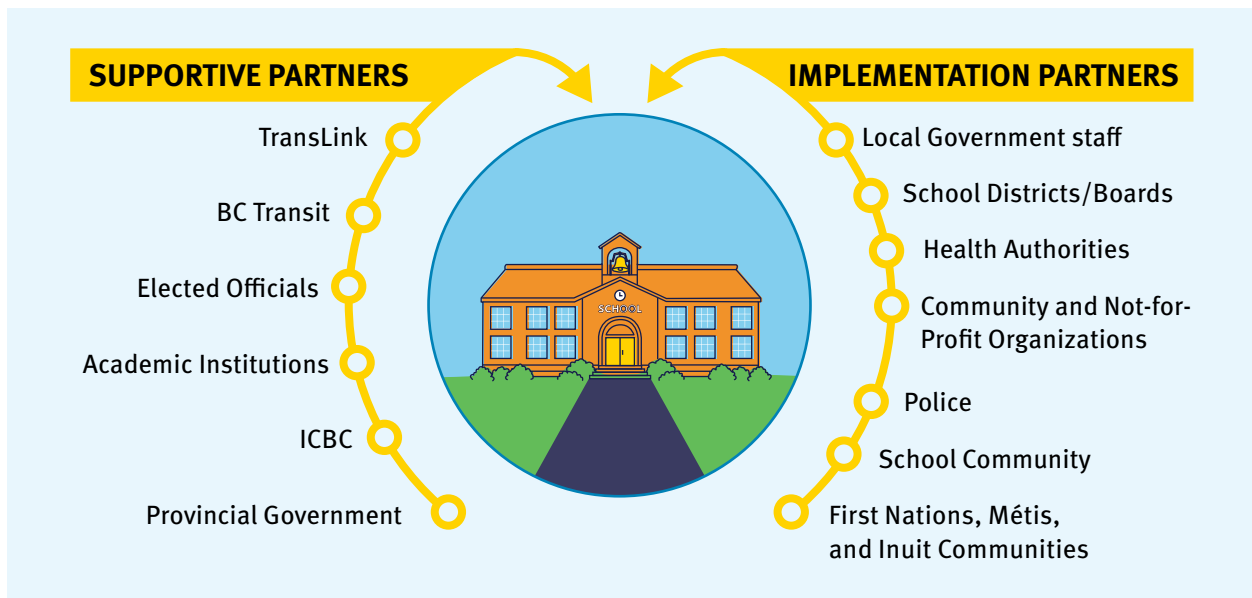 SUPPORTIVE PARTNERS
TransLink
BC Transit
Elected Officials
Academic Institutions
ICBC
Provincial Government
SCHOOL
IMPLEMENTATION PARTNERS
Local Government staff
School Districts/Boards
Health Authorities
Community and Not-for-
Profit Organizations
Police
School Community
First Nations, Métis,
and Inuit Communities